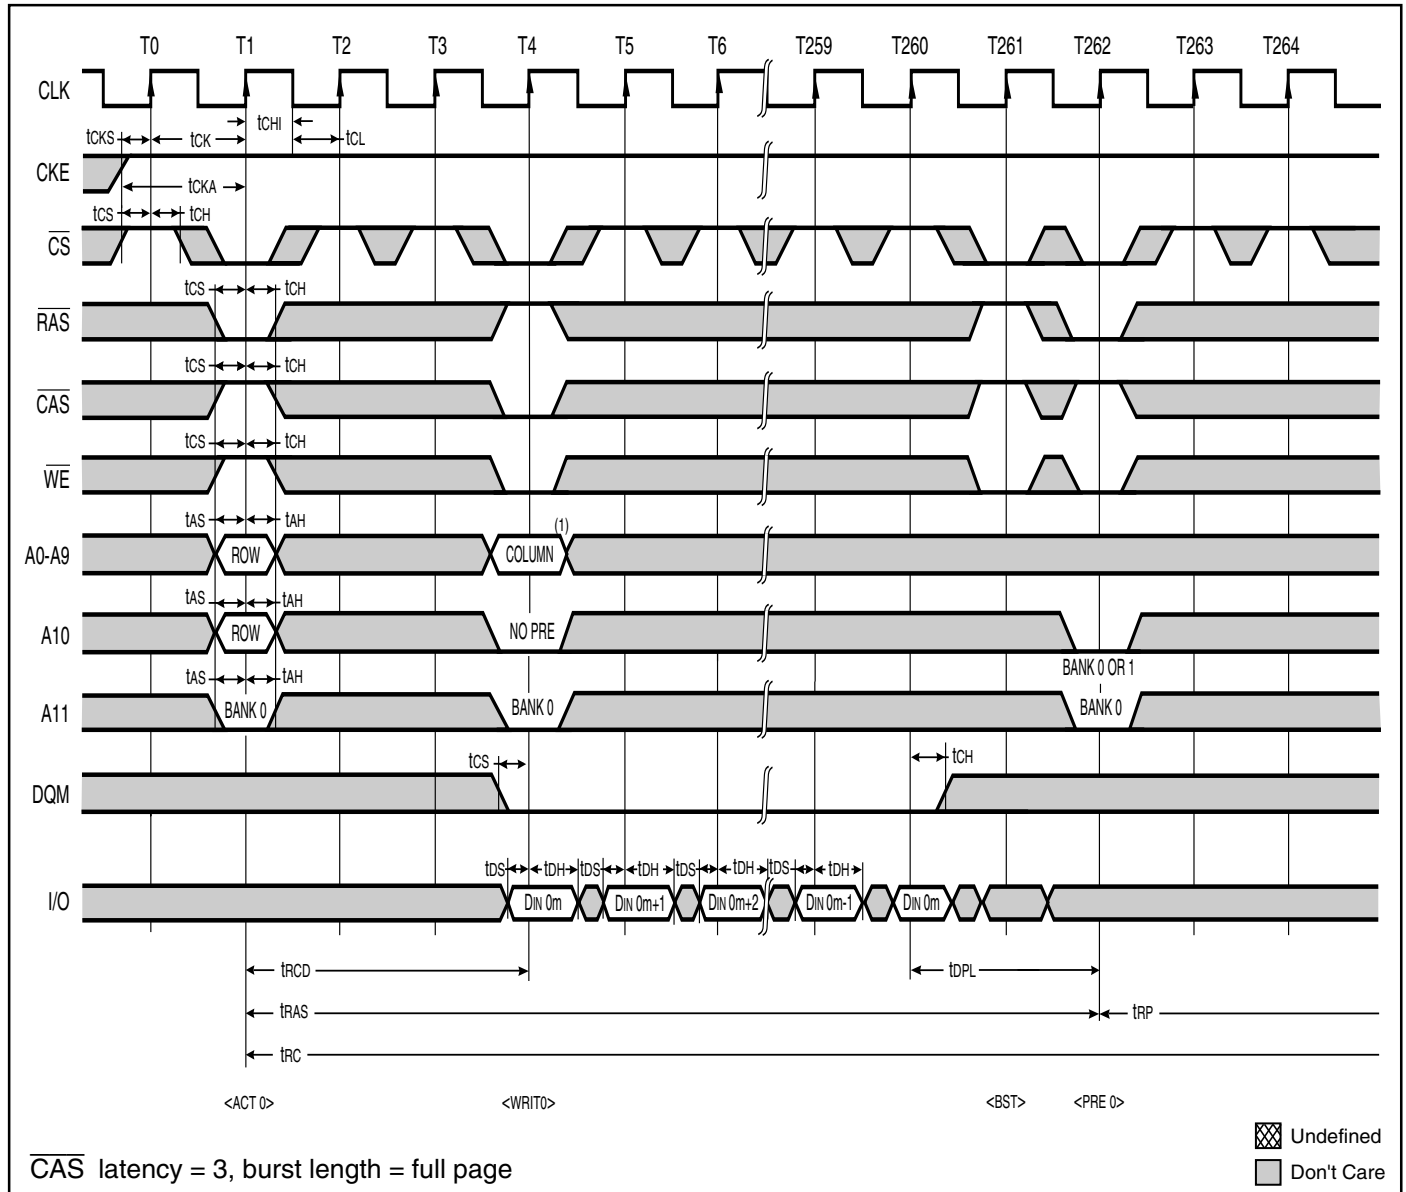 T0 T1 T2 T3 T4 T5 T6 T259 T260 T261 T262 T263 T264
CLK
tCHI
tCKS tCK tCL
CKE
tCKA
tCS tCH
CS
tCS tCH
RAS
tCS tCH
CAS
tCS tCH
WE
tAS tAH (1)
A0-A9 ROW COLUMN
tAS tAH
A10 ROW NO PRE
BANK 0 OR 1
tAS tAH
A11 BANK 0 BANK 0 BANK 0
tCS tCH
DQM
tDS tDH tDS tDH tDS tDH tDS tDH
I/O DIN 0m DIN 0m+1 DIN 0m+2 DIN 0m-1 DIN 0m
tRCD tDPL
tRAS tRP
tRC
<ACT 0> <WRIT0> <BST> <PRE 0>
Undefined
CAS latency = 3, burst length = full page
Don't Care